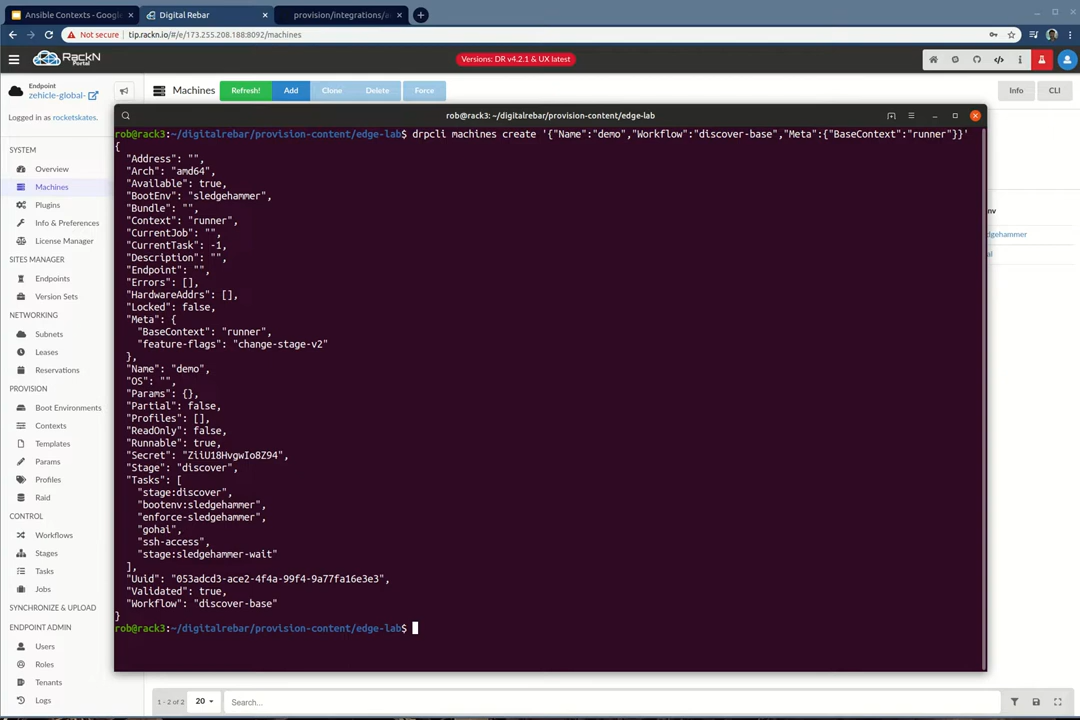 Ansible Contexts - Google
Digital Rebar
provision/integrations/a
Not secure
tip.rackn.io/#/e/173.255.208.188:8092/machines
RackN
Portal
Versions: DR v4.2.1 & UX latest
Endpoint
zehicle-global-
Logged in as rocketskates.
Machines
Refresh!
Add
Clone
Delete
Force
Info
CLI
SYSTEM
Overview
Machines
Plugins
Info & Preferences
License Manager
SITES MANAGER
Endpoints
Version Sets
NETWORKING
Subnets
Leases
Reservations
PROVISION
Boot Environments
Contexts
Templates
Params
Profiles
Raid
CONTROL
Workflows
Stages
Tasks
Jobs
SYNCHRONIZE & UPLOAD
ENDPOINT ADMIN
Users
Roles
Tenants
Logs
rob@rack3: ~/digitalrebar/provision-content/edge-lab
rob@rack3:~/digitalrebar/provision-content/edge-lab$ drpcli machines create '{"Name":"demo","Workflow":"discover-base","Meta":{"BaseContext":"runner"}}'
{
"Address": "",
"Arch": "amd64",
"Available": true,
"BootEnv": "sledgehammer",
"Bundle": "",
"Context": "runner",
"CurrentJob": "",
"CurrentTask": -1,
"Description": "",
"Endpoint": "",
"Errors": [],
"HardwareAddrs": [],
"Locked": false,
"Meta": {
"BaseContext": "runner",
"feature-flags": "change-stage-v2"
},
"Name": "demo",
"OS": "",
"Params": {},
"Partial": false,
"Profiles": [],
"ReadOnly": false,
"Runnable": true,
"Secret": "ZiiU18HvgwIo8Z94",
"Stage": "discover",
"Tasks": [
"stage:discover",
"bootenv:sledgehammer",
"enforce-sledgehammer",
"gohai",
"ssh-access",
"stage:sledgehammer-wait"
],
"Uuid": "053adcd3-ace2-4f4a-99f4-9a77fa16e3e3",
"Validated": true,
"Workflow": "discover-base"
}
rob@rack3:~/digitalrebar/provision-content/edge-lab$
nv
dgehammer
al
1 - 2 of 2
20
Search...